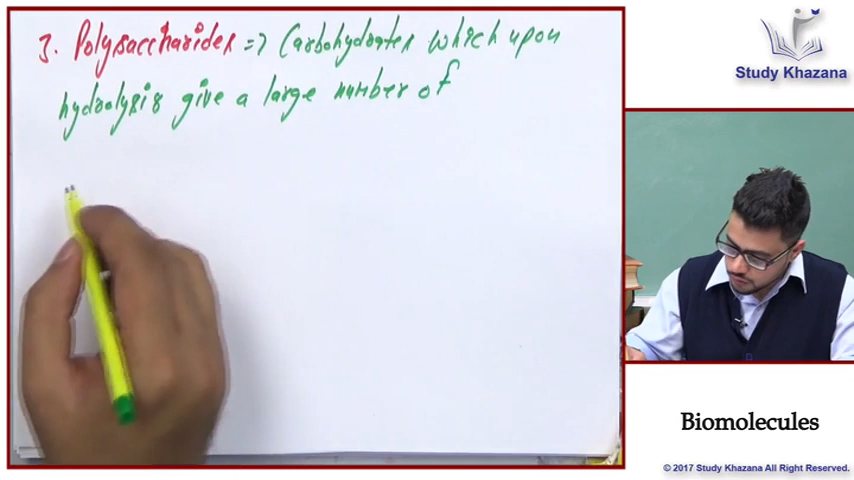 3. Polysaccharides => Carbohydrates which upon
hydrolysis give a large number of
Study Khazana
Biomolecules
© 2017 Study Khazana All Right Reserved.